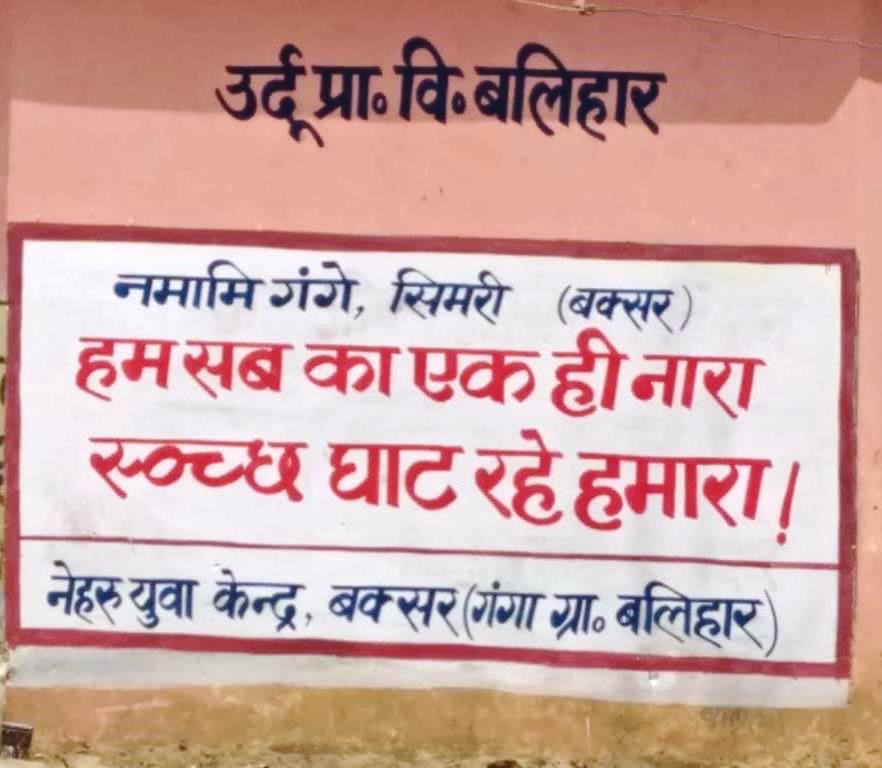 उर्दू प्रा॰ वि॰ बलिहार
नमामि गंगे, सिमरी (बक्सर)
हम सब का एक ही नारा
स्वच्छ घाट रहे हमारा!
नेहरु युवा केन्द्र, बक्सर (गंगा ग्रा॰ बलिहार)